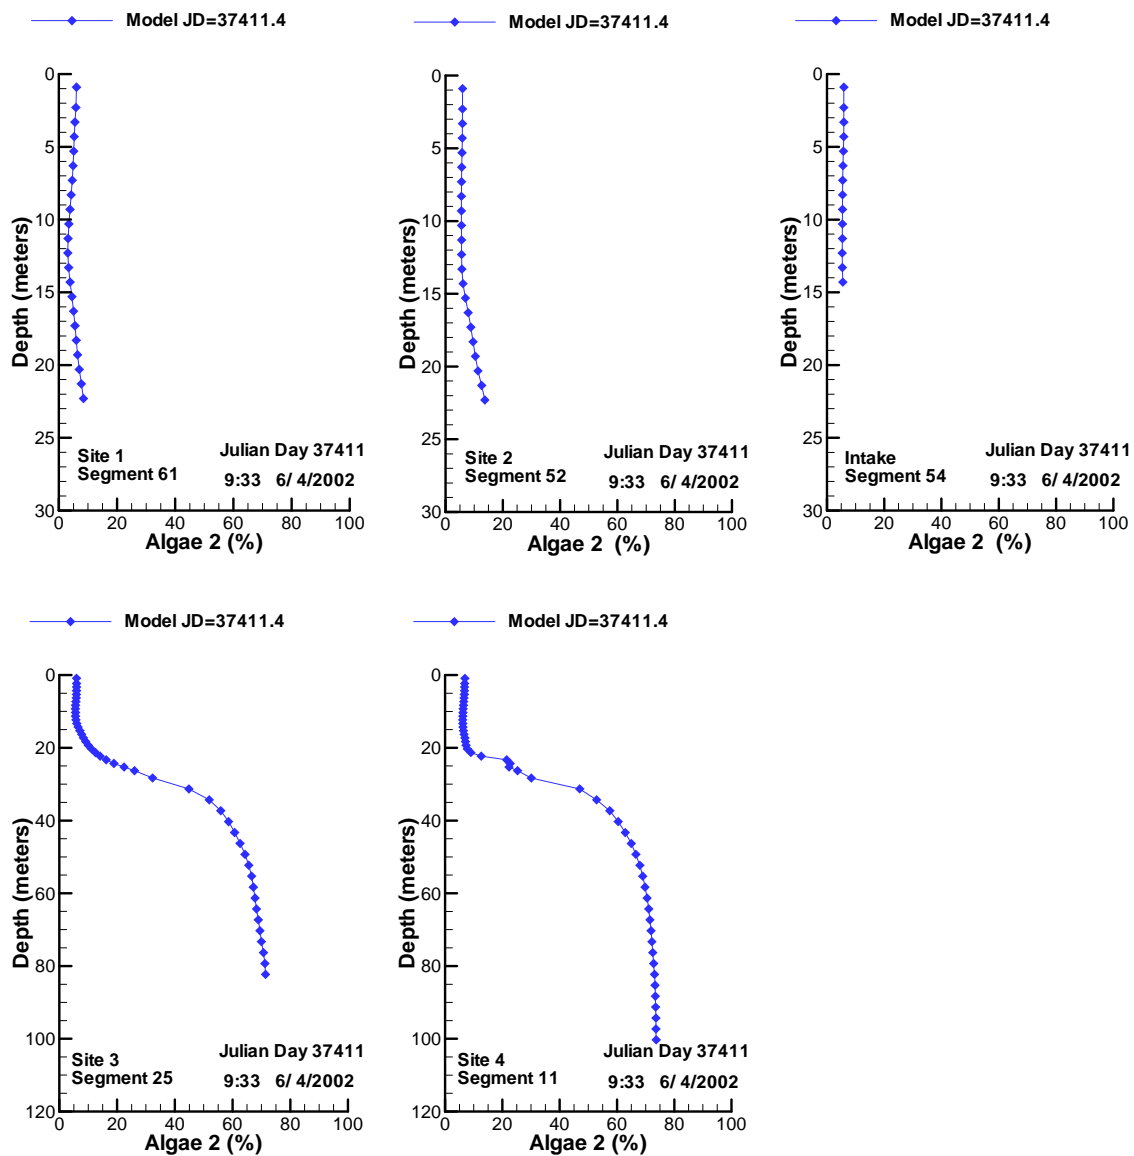 Model JD=37411.4
0
5
10
15
20
25
30
Depth (meters)
0 20 40 60 80 100
Algae 2 (%)
Site 1
Segment 61
Julian Day 37411
9:33 6/ 4/2002
Model JD=37411.4
0
5
10
15
20
25
30
Depth (meters)
0 20 40 60 80 100
Algae 2 (%)
Site 2
Segment 52
Julian Day 37411
9:33 6/ 4/2002
Model JD=37411.4
0
5
10
15
20
25
30
Depth (meters)
0 20 40 60 80 100
Algae 2 (%)
Intake
Segment 54
Julian Day 37411
9:33 6/ 4/2002
Model JD=37411.4
0
20
40
60
80
100
120
Depth (meters)
0 20 40 60 80 100
Algae 2 (%)
Site 3
Segment 25
Julian Day 37411
9:33 6/ 4/2002
Model JD=37411.4
0
20
40
60
80
100
120
Depth (meters)
0 20 40 60 80 100
Algae 2 (%)
Site 4
Segment 11
Julian Day 37411
9:33 6/ 4/2002